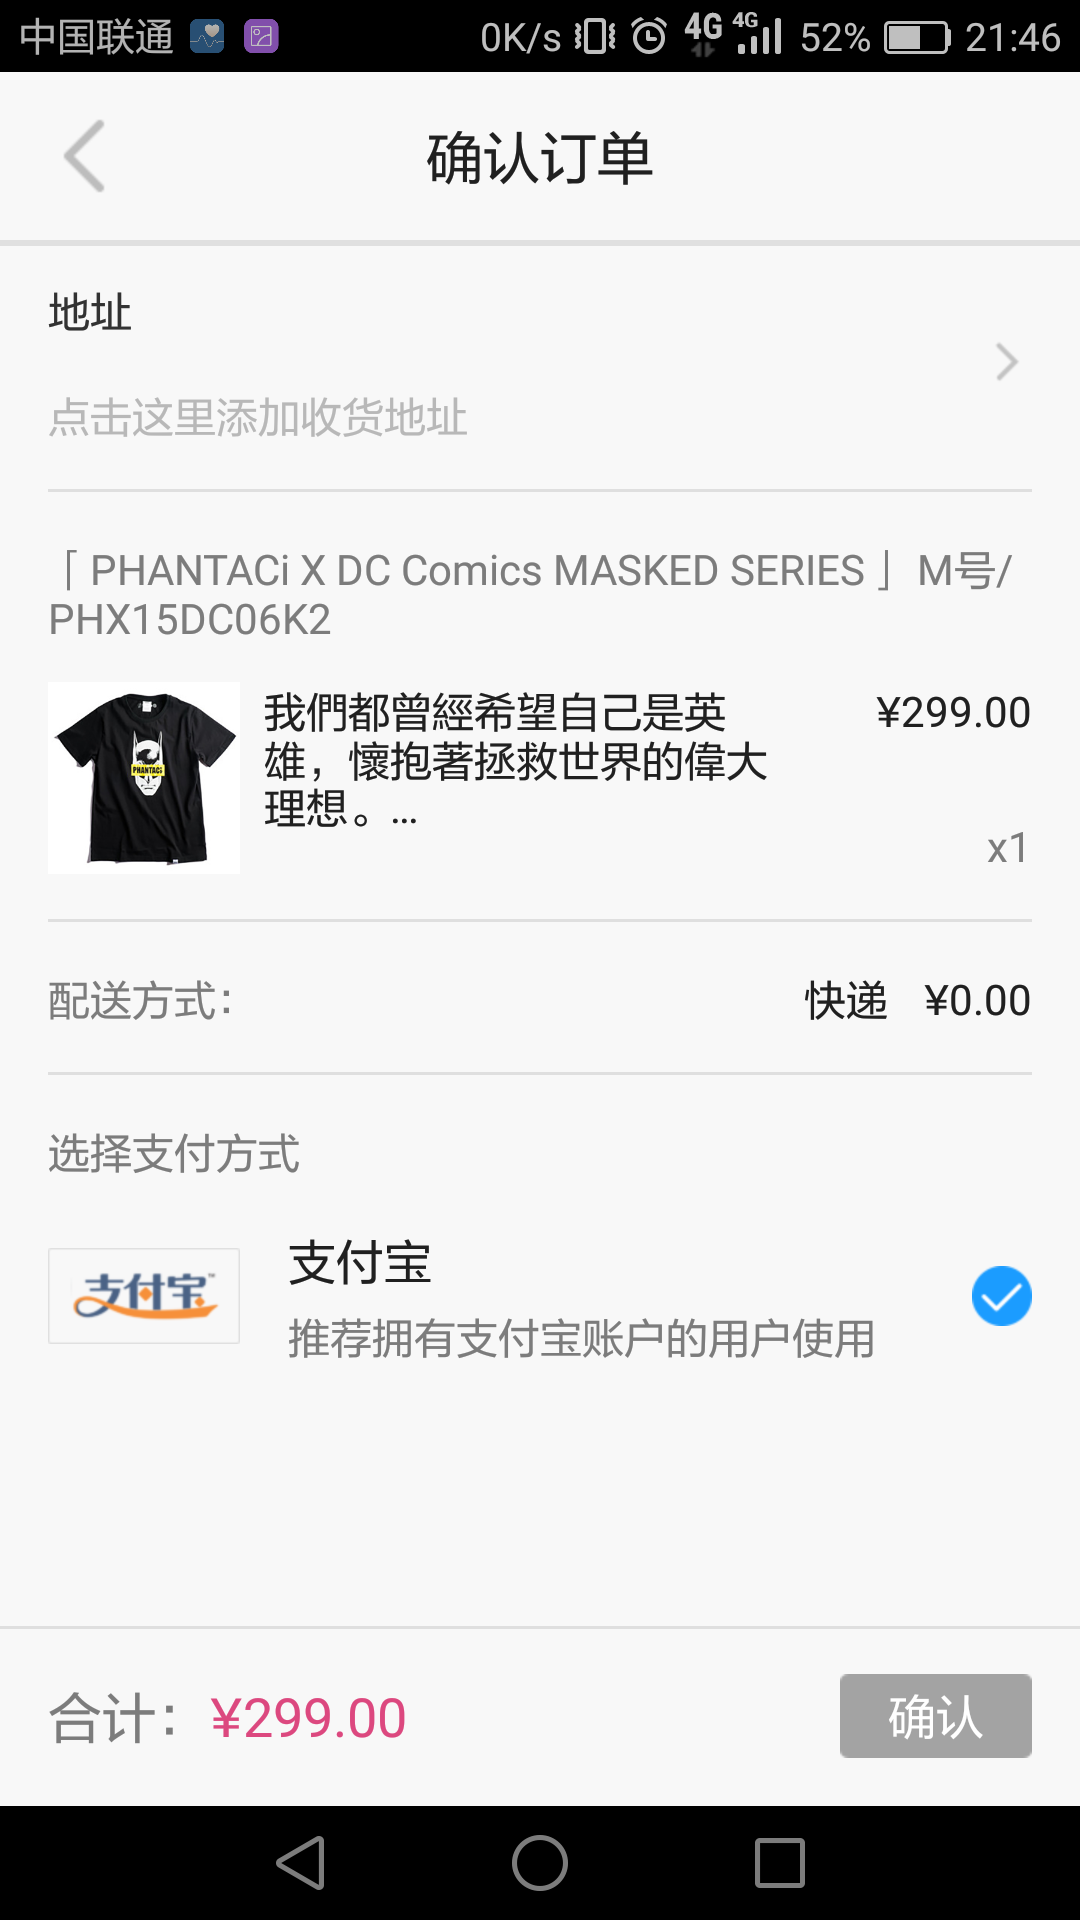 中国联通 0K/s 4G 4G 52% 21:46
确认订单
地址
点击这里添加收货地址
「 PHANTACi X DC Comics MASKED SERIES 」 M号/
PHX15DC06K2
我們都曾經希望自己是英 ¥299.00
雄，懷抱著拯救世界的偉大
理想。...
x1
PHANTACi
配送方式： 快递 ¥0.00
选择支付方式
支付宝
支付宝™
推荐拥有支付宝账户的用户使用
合计： ¥299.00 确认